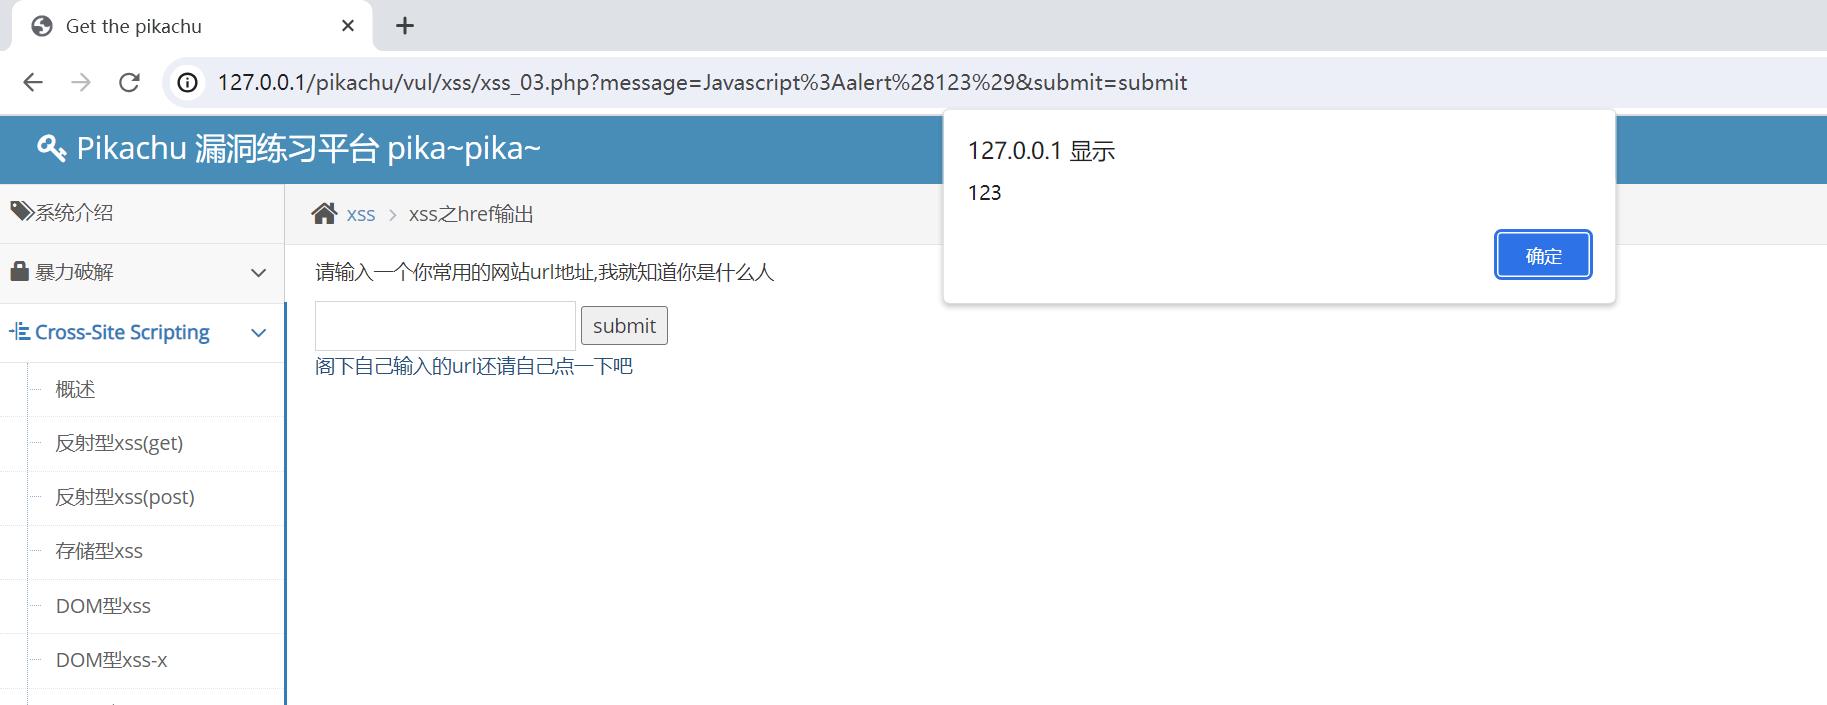 Get the pikachu
127.0.0.1/pikachu/vul/xss/xss_03.php?message=Javascript%3Aalert%28123%29&submit=submit
Pikachu 漏洞练习平台 pika~pika~
127.0.0.1 显示
123
确定
系统介绍
暴力破解
Cross-Site Scripting
概述
反射型xss(get)
反射型xss(post)
存储型xss
DOM型xss
DOM型xss-x
xss > xss之href输出
请输入一个你常用的网站url地址,我就知道你是什么人
submit
阁下自己输入的url还请自己点一下吧